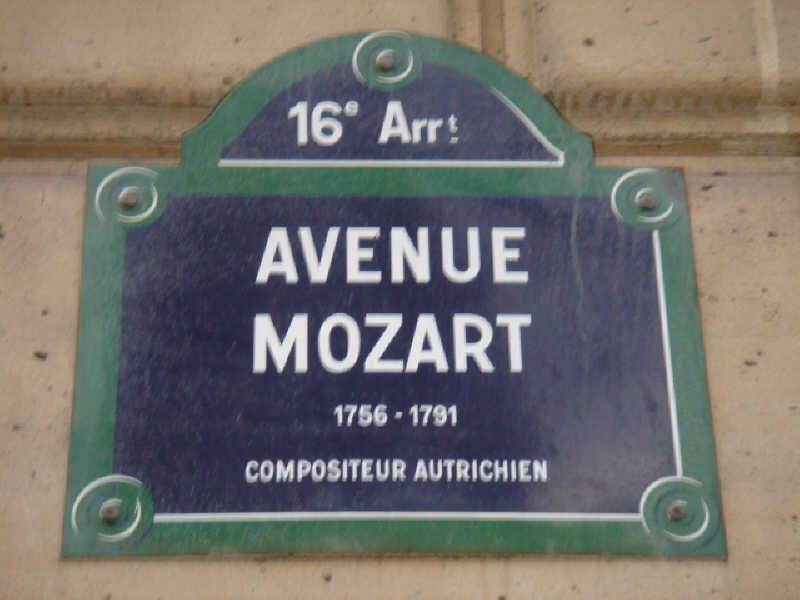 16e Arrt
AVENUE
MOZART
1756 - 1791
COMPOSITEUR AUTRICHIEN